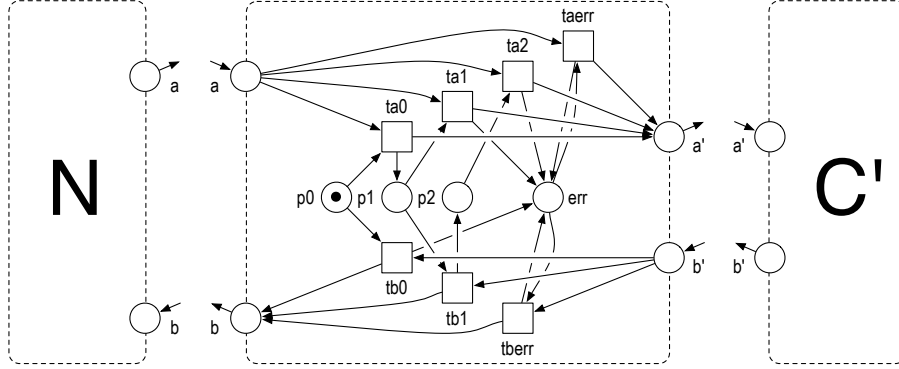 taerr
ta2
ta1
ta0
a
a
a'
a'
N
p0
p1
p2
err
C'
tb0
b'
b'
tb1
b
b
tberr